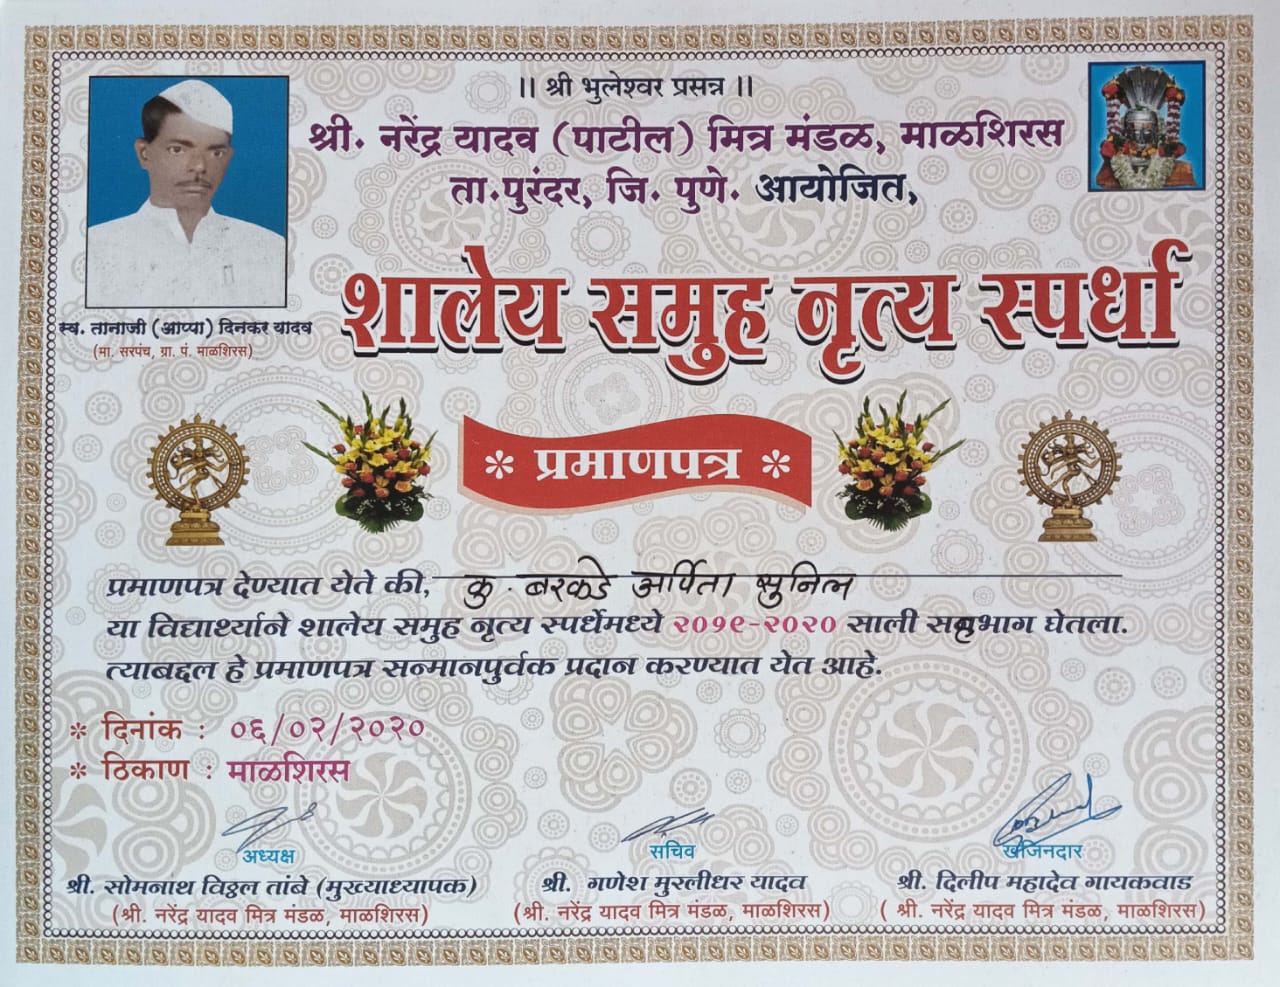 || श्री भुलेश्वर प्रसन्न ||
श्री. नरेंद्र यादव (पाटील) मित्र मंडळ, माळशिरस
ता.पुरंदर, जि. पुणे. आयोजित,
शालेय समुह नृत्य स्पर्धा
स्व. तानाजी (आप्पा) दिनकर यादव
(मा. सरपंच, ग्रा. पं. माळशिरस)
* प्रमाणपत्र *
प्रमाणपत्र देण्यात येते की, कु. बरकडे अर्पिता सुनिल
या विद्यार्थ्याने शालेय समुह नृत्य स्पर्धेमध्ये २०१९-२०२० साली सहभाग घेतला.
त्याबद्दल हे प्रमाणपत्र सन्मानपुर्वक प्रदान करण्यात येत आहे.
* दिनांक : ०६/०२/२०२०
* ठिकाण : माळशिरस
अध्यक्ष सचिव खजिनदार
श्री. सोमनाथ विठ्ठल तांबे (मुख्याध्यापक) श्री. गणेश मुरलीधर यादव श्री. दिलीप महादेव गायकवाड
(श्री. नरेंद्र यादव मित्र मंडळ, माळशिरस) (श्री. नरेंद्र यादव मित्र मंडळ, माळशिरस) ( श्री. नरेंद्र यादव मित्र मंडळ, माळशिरस)